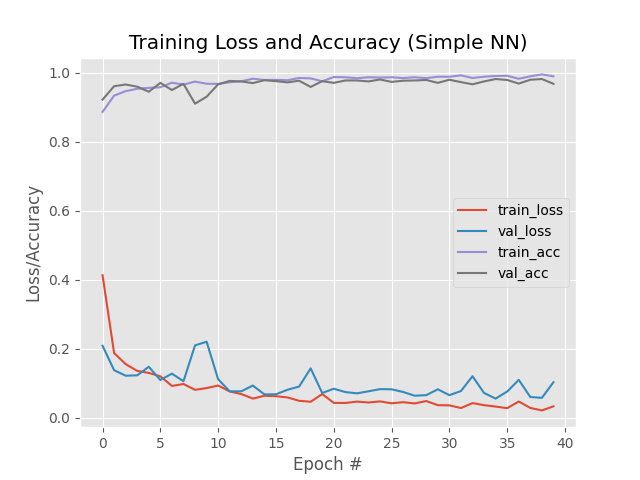 Training Loss and Accuracy (Simple NN)
1.0
0.8
0.6
0.4
0.2
0.0
Loss/Accuracy
train_loss
val_loss
train_acc
val_acc
0 5 10 15 20 25 30 35 40
Epoch #